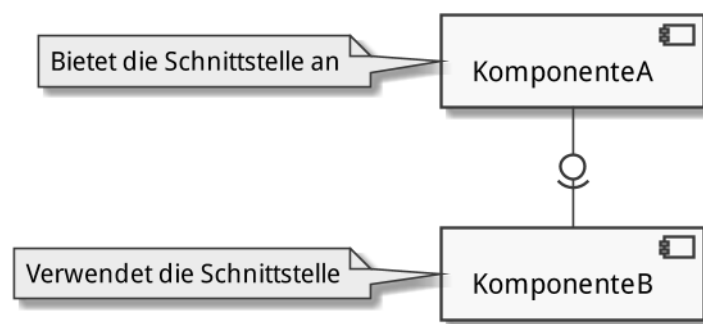 Bietet die Schnittstelle an
KomponenteA
Verwendet die Schnittstelle
KomponenteB